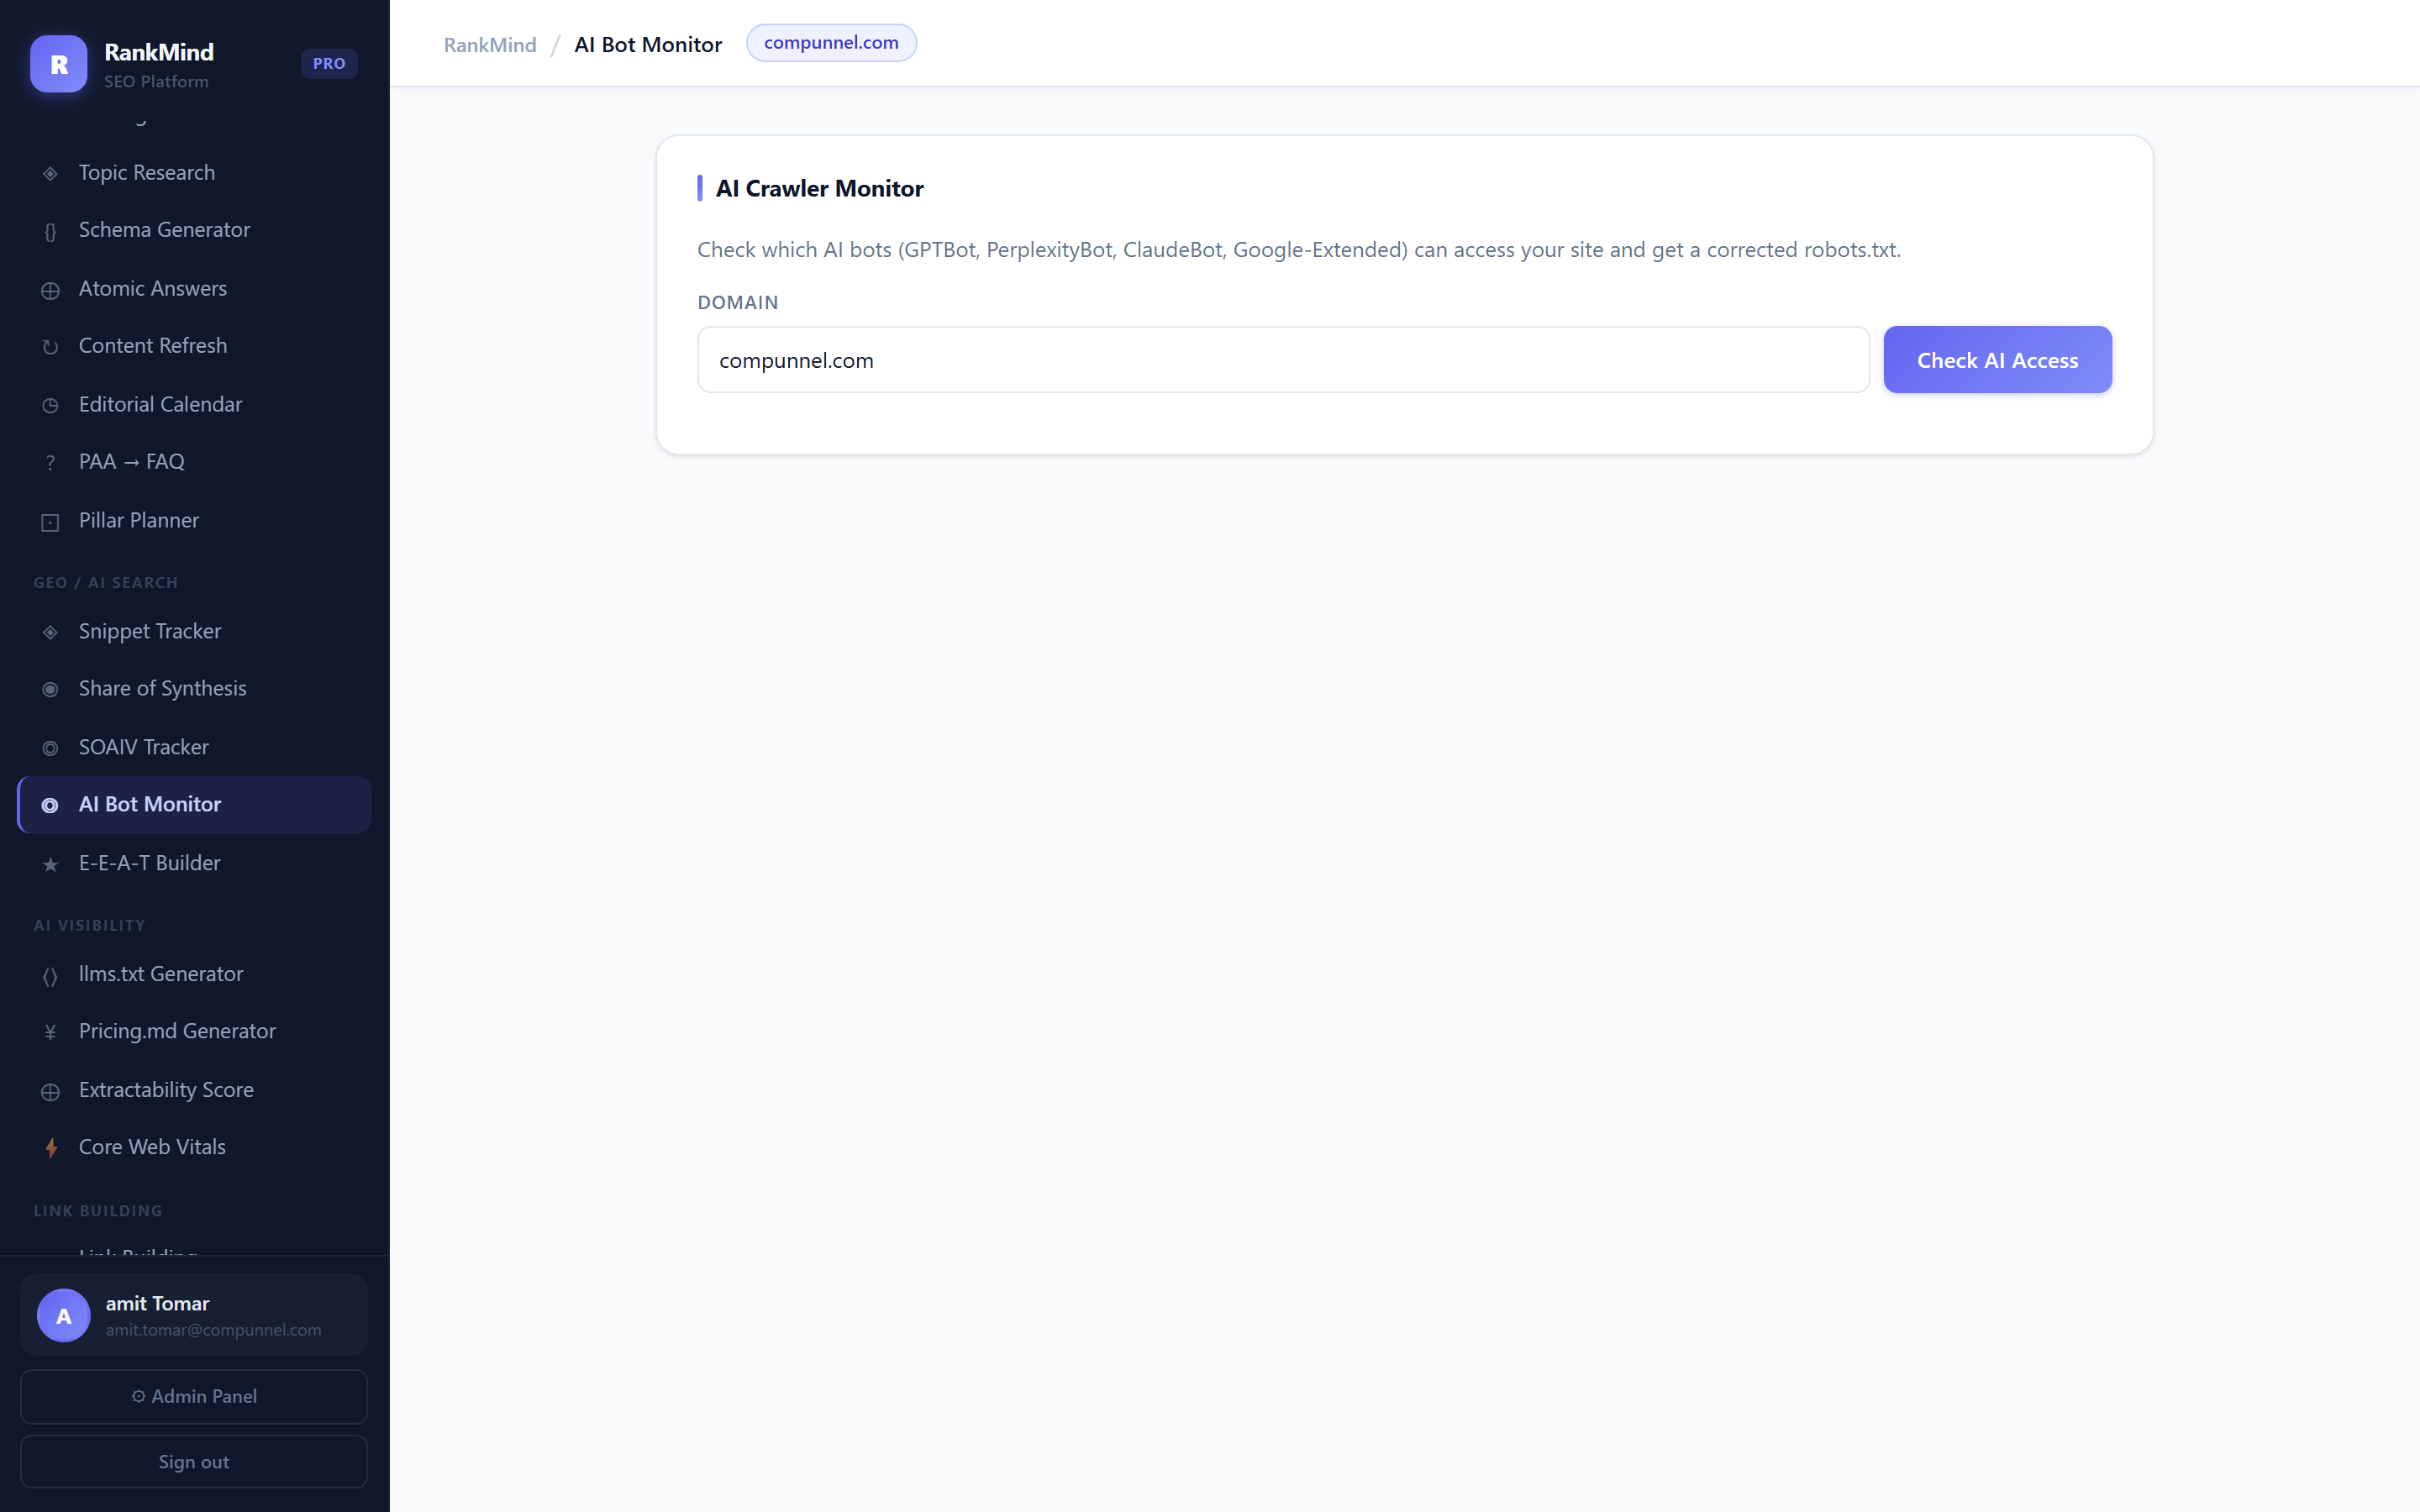 R
RankMind
SEO Platform
PRO
Topic Research
{} Schema Generator
Atomic Answers
Content Refresh
Editorial Calendar
? PAA → FAQ
Pillar Planner
GEO / AI SEARCH
Snippet Tracker
Share of Synthesis
SOAIV Tracker
AI Bot Monitor
★ E-E-A-T Builder
AI VISIBILITY
⟨⟩ llms.txt Generator
¥ Pricing.md Generator
Extractability Score
Core Web Vitals
LINK BUILDING
Link Building
A
amit Tomar
amit.tomar@compunnel.com
⚙ Admin Panel
Sign out
RankMind / AI Bot Monitor compunnel.com
AI Crawler Monitor
Check which AI bots (GPTBot, PerplexityBot, ClaudeBot, Google-Extended) can access your site and get a corrected robots.txt.
DOMAIN
compunnel.com
Check AI Access